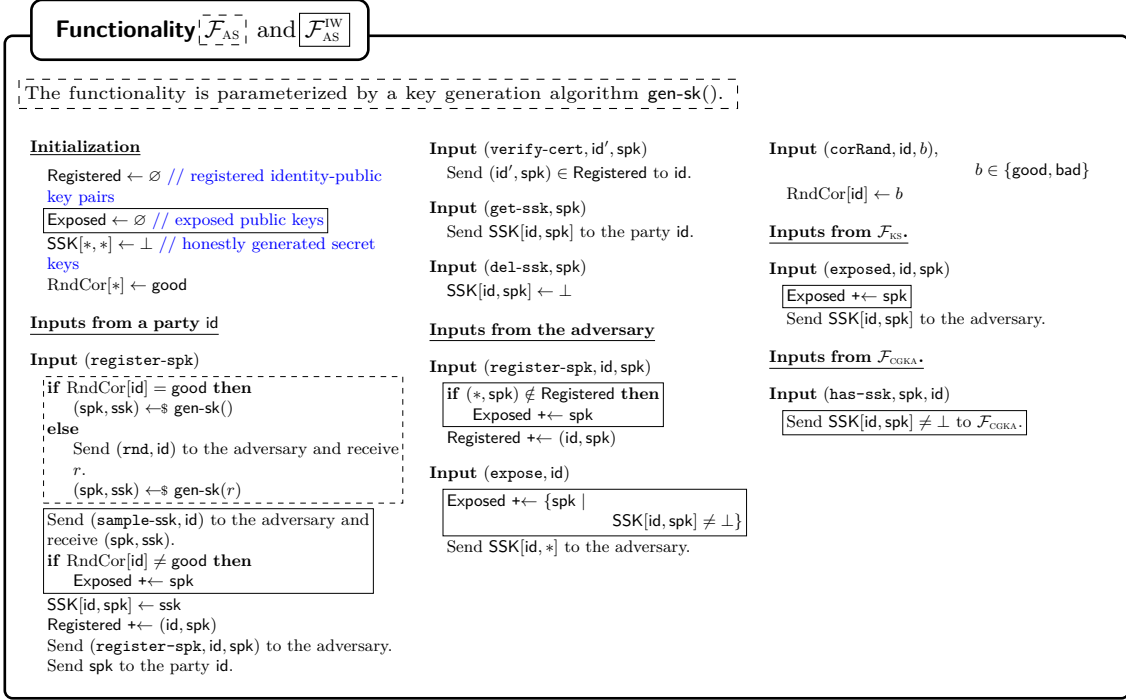 Functionality F_AS and F_AS^IW
The functionality is parameterized by a key generation algorithm gen-sk().
Initialization
Registered ← ∅ // registered identity-public
key pairs
Exposed ← ∅ // exposed public keys
SSK[∗, ∗] ← ⊥ // honestly generated secret
keys
RndCor[∗] ← good
Inputs from a party id
Input (register-spk)
if RndCor[id] = good then
(spk, ssk) ←$ gen-sk()
else
Send (rnd, id) to the adversary and receive
r.
(spk, ssk) ←$ gen-sk(r)
Send (sample-ssk, id) to the adversary and
receive (spk, ssk).
if RndCor[id] ≠ good then
Exposed +← spk
SSK[id, spk] ← ssk
Registered +← (id, spk)
Send (register-spk, id, spk) to the adversary.
Send spk to the party id.
Input (verify-cert, id′, spk)
Send (id′, spk) ∈ Registered to id.
Input (get-ssk, spk)
Send SSK[id, spk] to the party id.
Input (del-ssk, spk)
SSK[id, spk] ← ⊥
Inputs from the adversary
Input (register-spk, id, spk)
if (∗, spk) ∉ Registered then
Exposed +← spk
Registered +← (id, spk)
Input (expose, id)
Exposed +← {spk |
SSK[id, spk] ≠ ⊥}
Send SSK[id, ∗] to the adversary.
Input (corRand, id, b),
b ∈ {good, bad}
RndCor[id] ← b
Inputs from F_KS.
Input (exposed, id, spk)
Exposed +← spk
Send SSK[id, spk] to the adversary.
Inputs from F_CGKA.
Input (has-ssk, spk, id)
Send SSK[id, spk] ≠ ⊥ to F_CGKA.